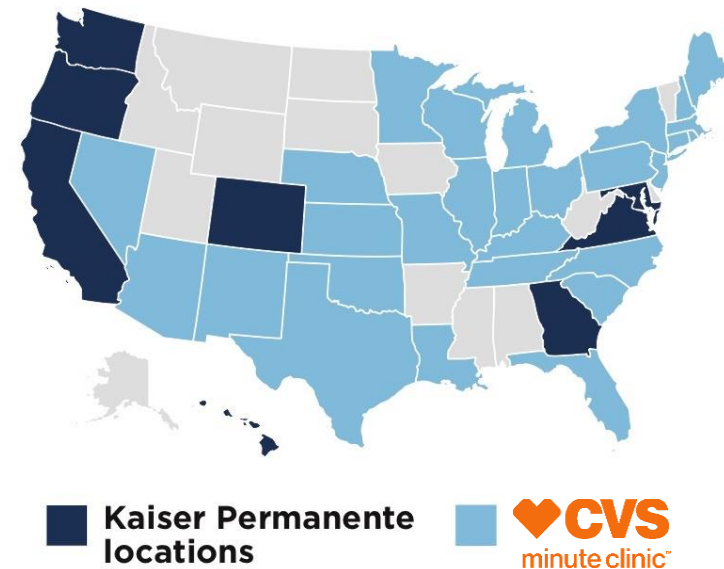 Kaiser Permanente
locations
CVS
minute clinic™